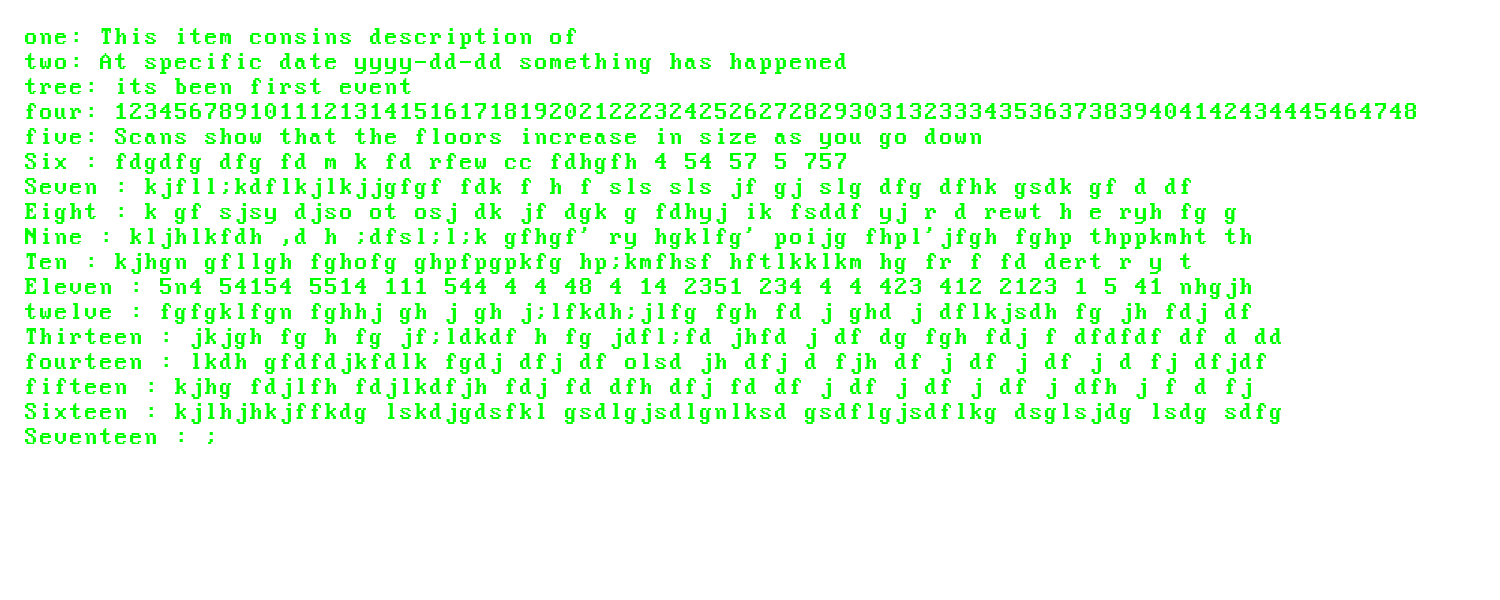 one: This item consins description of
two: At specific date yyyy-dd-dd something has happened
tree: its been first event
four: 123456789101112131415161718192021222324252627282930313233343536373839404142434445464748
five: Scans show that the floors increase in size as you go down
Six : fdgdfg dfg fd m k fd rfew cc fdhgfh 4 54 57 5 757
Seven : kjfll;kdflkjlkjjgfgf fdk f h f sls sls jf gj slg dfg dfhk gsdk gf d df
Eight : k gf sjsy djso ot osj dk jf dgk g fdhyj ik fsddf yj r d rewt h e ryh fg g
Nine : kljhlkfdh ,d h ;dfsl;l;k gfhgf' ry hgklfg' poijg fhpl'jfgh fghp thppkmht th
Ten : kjhgn gfllgh fghofg ghpfpgpkfg hp;kmfhsf hftlkklkm hg fr f fd dert r y t
Eleven : 5n4 54154 5514 111 544 4 4 48 4 14 2351 234 4 4 423 412 2123 1 5 41 nhgjh
twelve : fgfgklfgn fghhj gh j gh j;lfkdh;jlfg fgh fd j ghd j dflkjsdh fg jh fdj df
Thirteen : jkjgh fg h fg jf;ldkdf h fg jdfl;fd jhfd j df dg fgh fdj f dfdfdf df d dd
fourteen : lkdh gfdfdjkfdlk fgdj dfj df olsd jh dfj d fjh df j df j df j d fj dfjdf
fifteen : kjhg fdjlfh fdjlkdfjh fdj fd dfh dfj fd df j df j df j df j dfh j f d fj
Sixteen : kjlhjhkjffkdg lskdjgdsfkl gsdlgjsdlgnlksd gsdflgjsdflkg dsglsjdg lsdg sdfg
Seventeen : ;